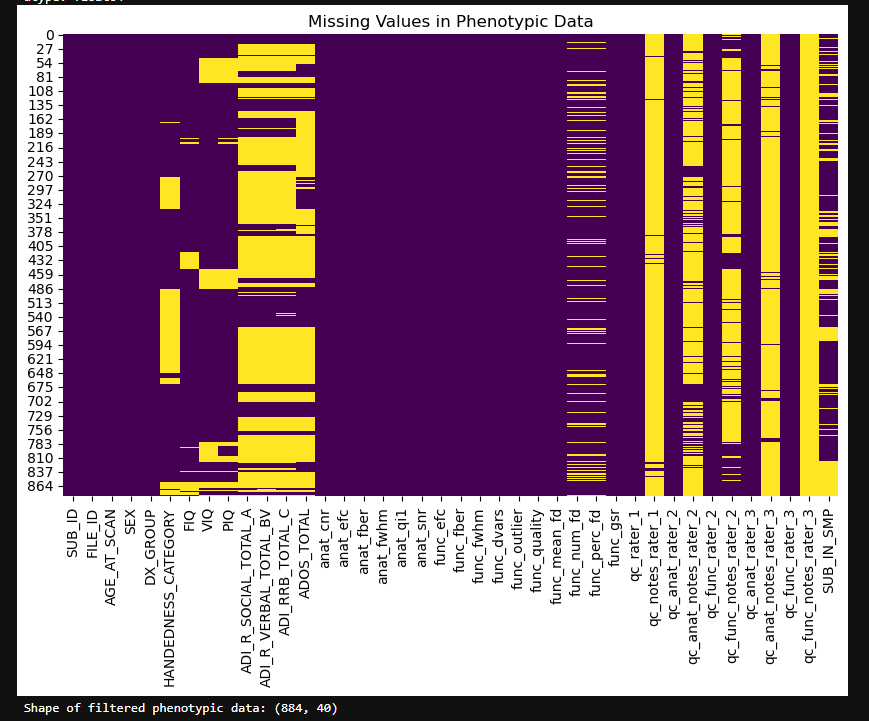 Missing Values in Phenotypic Data
0
27
54
81
108
135
162
189
216
243
270
297
324
351
378
405
432
459
486
513
540
567
594
621
648
675
702
729
756
783
810
837
864
SUB_ID
FILE_ID
AGE_AT_SCAN
SEX
DX_GROUP
HANDEDNESS_CATEGORY
FIQ
VIQ
PIQ
ADI_R_SOCIAL_TOTAL_A
ADI_R_VERBAL_TOTAL_BV
ADI_RRB_TOTAL_C
ADOS_TOTAL
anat_cnr
anat_efc
anat_fber
anat_fwhm
anat_qi1
anat_snr
func_efc
func_fber
func_fwhm
func_dvars
func_outlier
func_quality
func_mean_fd
func_num_fd
func_perc_fd
func_gsr
qc_rater_1
qc_notes_rater_1
qc_anat_rater_2
qc_anat_notes_rater_2
qc_func_rater_2
qc_func_notes_rater_2
qc_anat_rater_3
qc_anat_notes_rater_3
qc_func_rater_3
qc_func_notes_rater_3
SUB_IN_SMP
Shape of filtered phenotypic data: (884, 40)